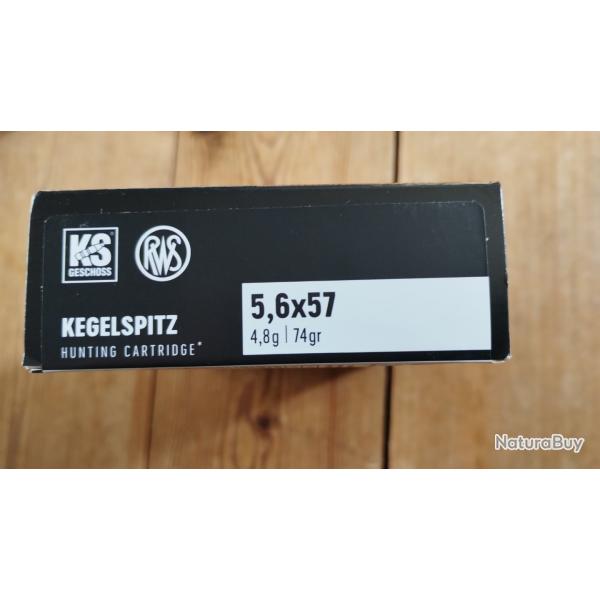 KS
GESCHOSS
RWS
KEGELSPITZ
HUNTING CARTRIDGE*
5,6x57
4,8g | 74gr
NaturaBuy